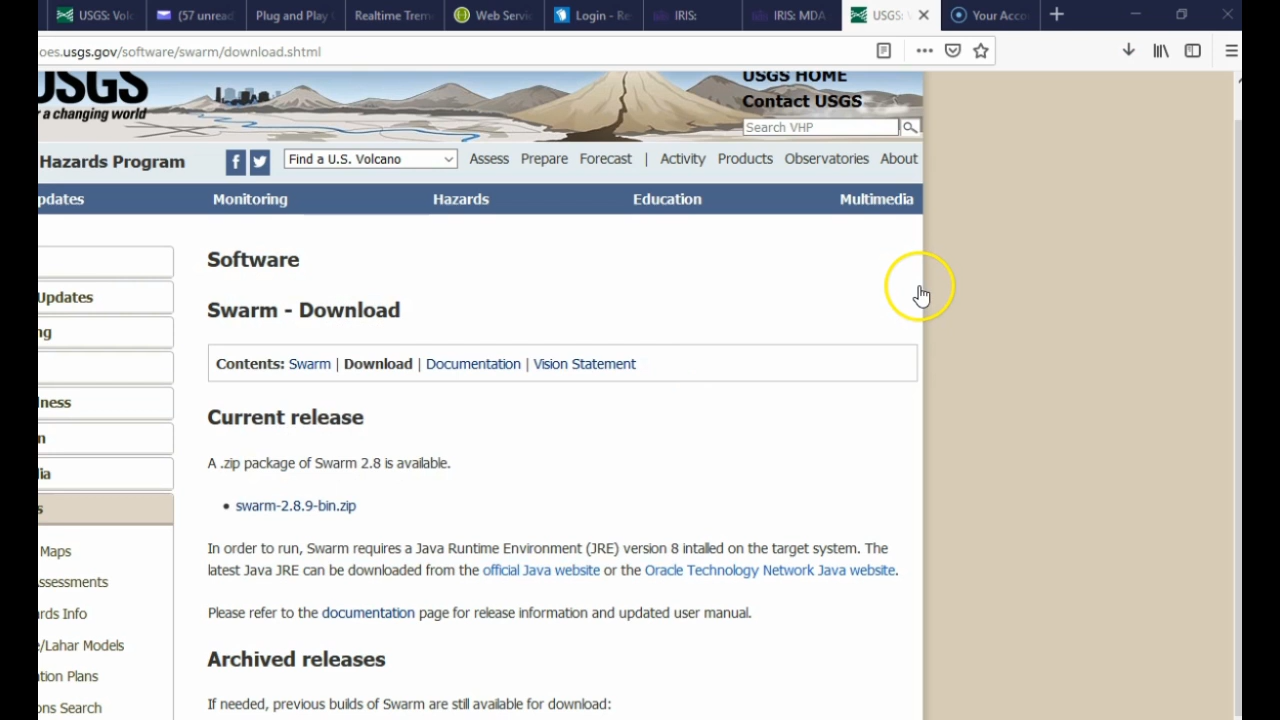 USGS: Volc
(57 unread
Plug and Play
Realtime Trem
Web Servic
Login - Re
IRIS:
IRIS: MDA
USGS: V
Your Acco
oes.usgs.gov/software/swarm/download.shtml
USGS
a changing world
USGS HOME
Contact USGS
Search VHP
Hazards Program
Find a U.S. Volcano
Assess Prepare Forecast | Activity Products Observatories About
pdates Monitoring Hazards Education Multimedia
Updates
ng
lness
n
ia
s
Maps
ssessments
rds Info
e/Lahar Models
tion Plans
ons Search
Software
Swarm - Download
Contents: Swarm | Download | Documentation | Vision Statement
Current release
A .zip package of Swarm 2.8 is available.
• swarm-2.8.9-bin.zip
In order to run, Swarm requires a Java Runtime Environment (JRE) version 8 intalled on the target system. The
latest Java JRE can be downloaded from the official Java website or the Oracle Technology Network Java website.
Please refer to the documentation page for release information and updated user manual.
Archived releases
If needed, previous builds of Swarm are still available for download: